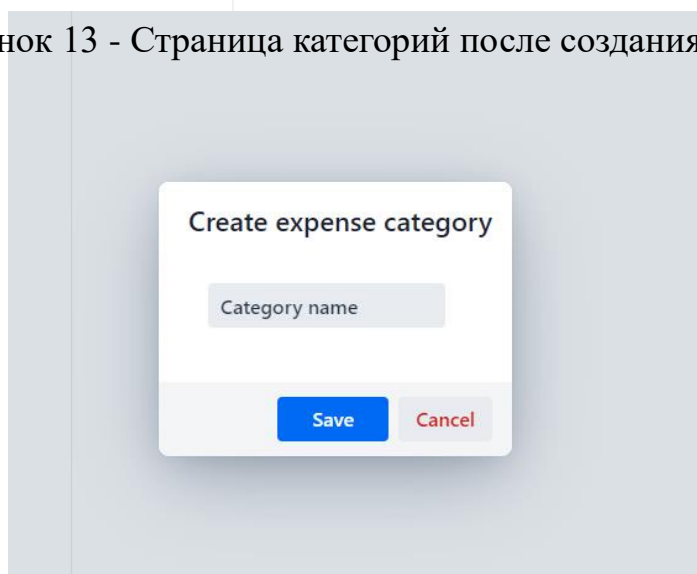 нок 13 - Страница категорий после создания
Create expense category
Category name
Save Cancel